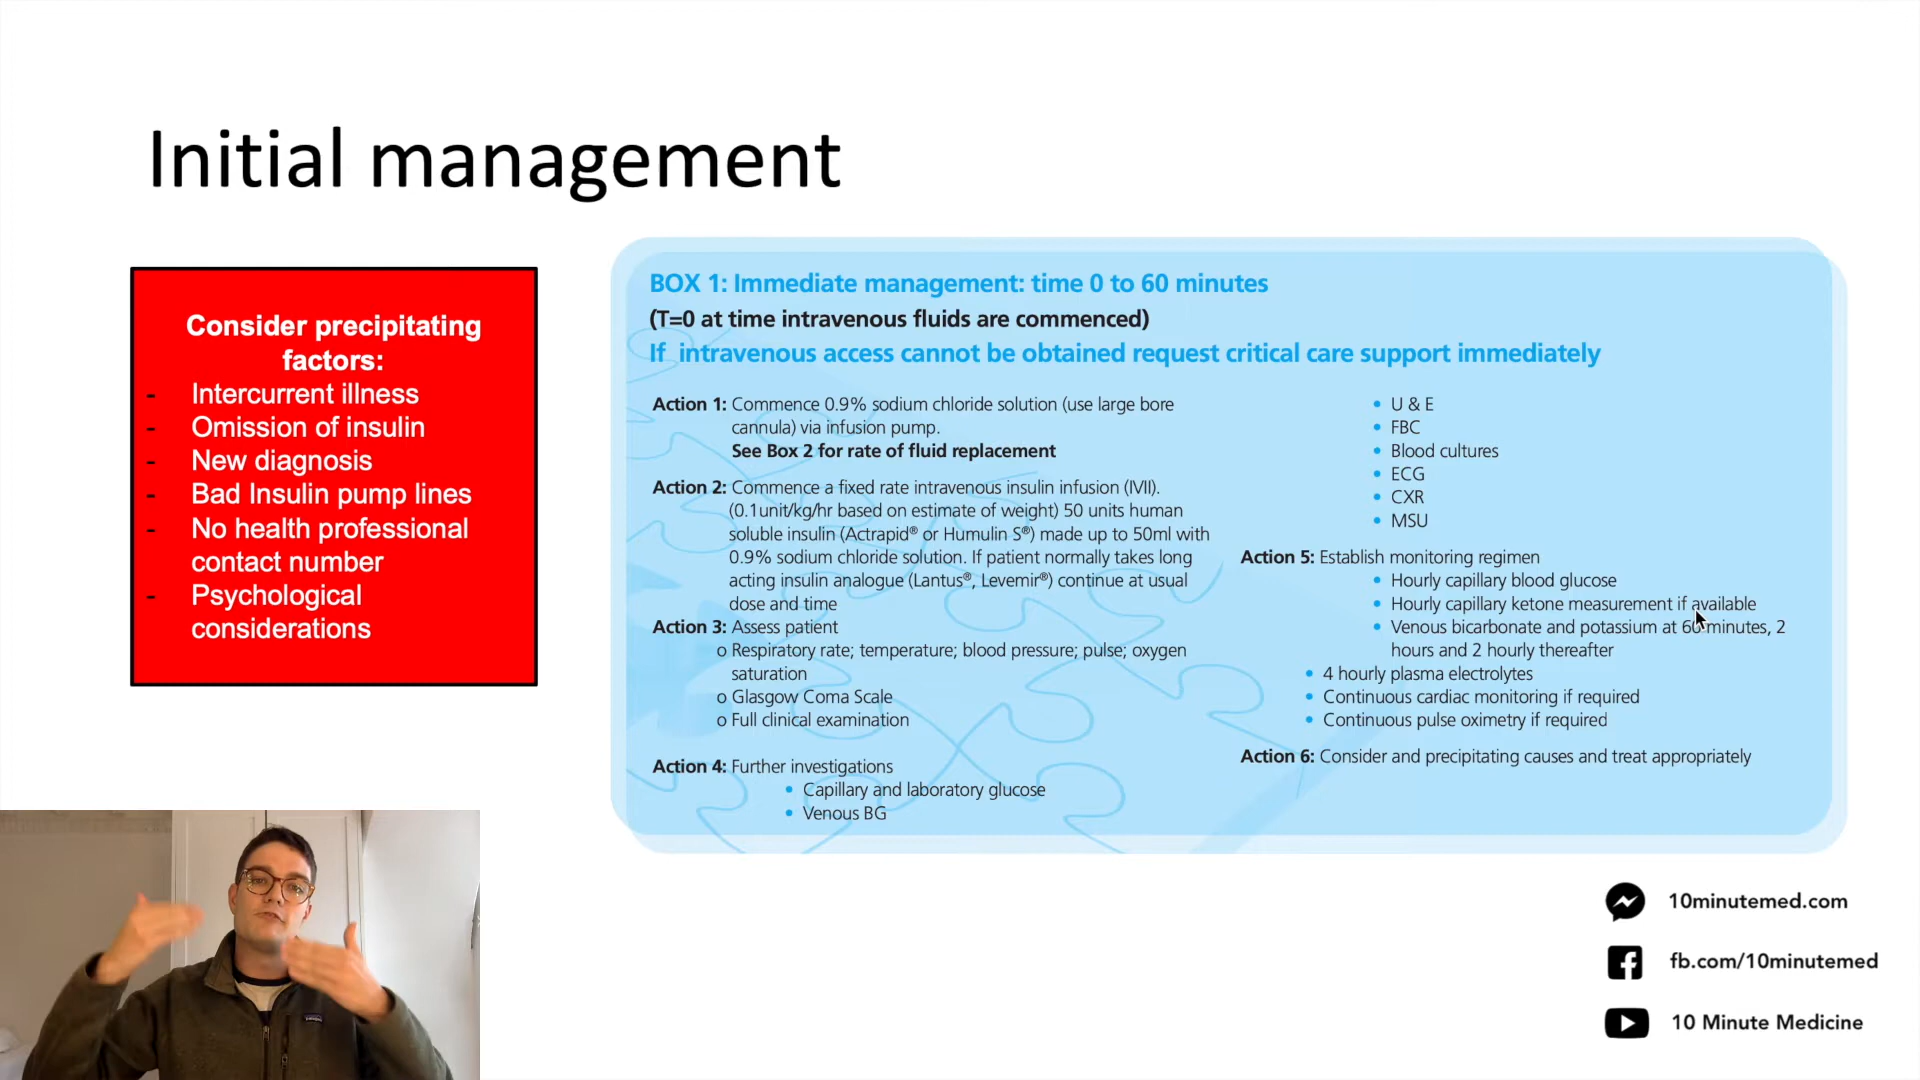 Initial management
Consider precipitating
factors:
- Intercurrent illness
- Omission of insulin
- New diagnosis
- Bad Insulin pump lines
- No health professional
contact number
- Psychological
considerations
BOX 1: Immediate management: time 0 to 60 minutes
(T=0 at time intravenous fluids are commenced)
If intravenous access cannot be obtained request critical care support immediately
Action 1: Commence 0.9% sodium chloride solution (use large bore
cannula) via infusion pump.
See Box 2 for rate of fluid replacement
Action 2: Commence a fixed rate intravenous insulin infusion (IVII).
(0.1unit/kg/hr based on estimate of weight) 50 units human
soluble insulin (Actrapid® or Humulin S®) made up to 50ml with
0.9% sodium chloride solution. If patient normally takes long
acting insulin analogue (Lantus®, Levemir®) continue at usual
dose and time
Action 3: Assess patient
o Respiratory rate; temperature; blood pressure; pulse; oxygen
saturation
o Glasgow Coma Scale
o Full clinical examination
Action 4: Further investigations
• Capillary and laboratory glucose
• Venous BG
• U & E
• FBC
• Blood cultures
• ECG
• CXR
• MSU
Action 5: Establish monitoring regimen
• Hourly capillary blood glucose
• Hourly capillary ketone measurement if available
• Venous bicarbonate and potassium at 60 minutes, 2
hours and 2 hourly thereafter
• 4 hourly plasma electrolytes
• Continuous cardiac monitoring if required
• Continuous pulse oximetry if required
Action 6: Consider and precipitating causes and treat appropriately
10minutemed.com
fb.com/10minutemed
10 Minute Medicine